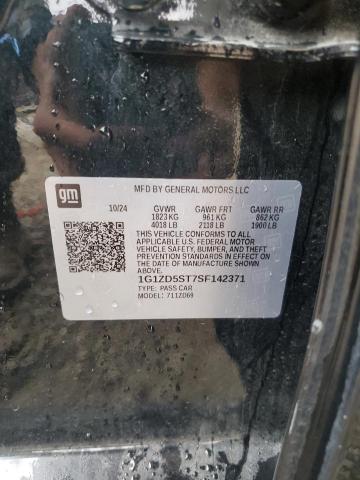 gm
MFD BY GENERAL MOTORS LLC
10/24 GVWR GAWR FRT GAWR RR
1823 KG 961 KG 862 KG
4018 LB 2118 LB 1900 LB
THIS VEHICLE CONFORMS TO ALL
APPLICABLE U.S. FEDERAL MOTOR
VEHICLE SAFETY, BUMPER, AND THEFT
PREVENTION STANDARDS IN EFFECT ON
THE DATE OF MANUFACTURE SHOWN
ABOVE.
1G1ZD5ST7SF142371
TYPE: PASS CAR
MODEL: 711ZD69